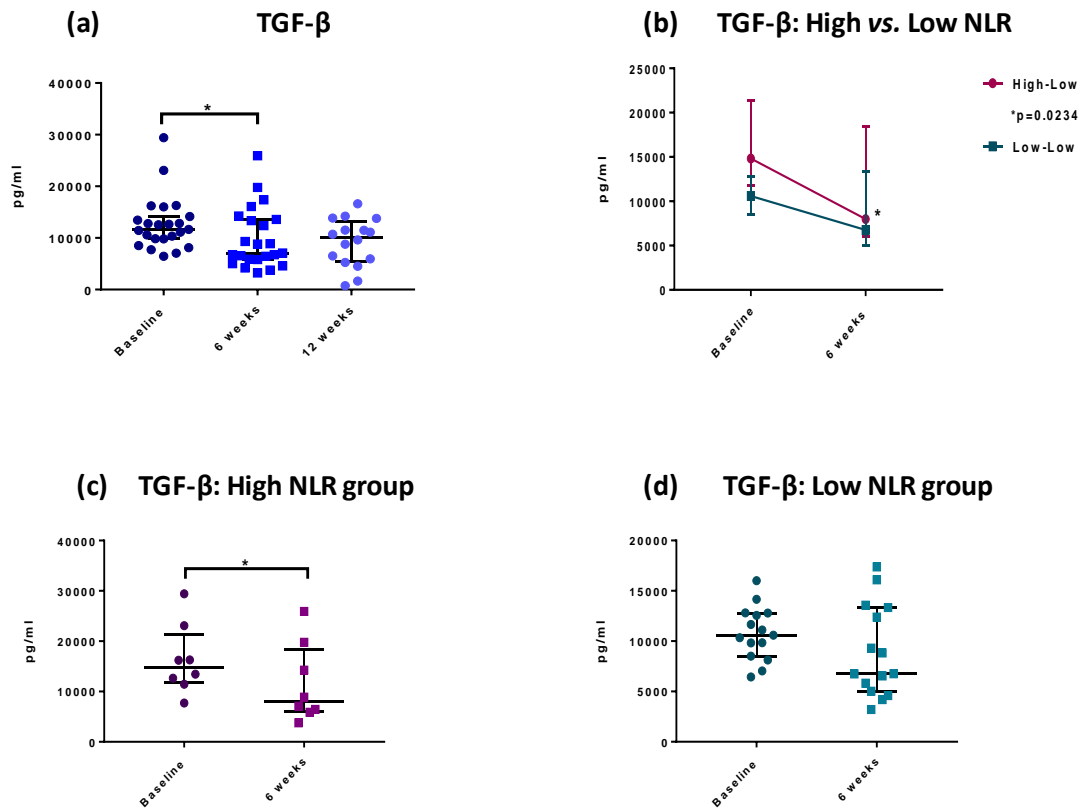 (a) TGF-β
40000
30000
20000
10000
0
pg/ml
*
Baseline
6 weeks
12 weeks
(b) TGF-β: High vs. Low NLR
25000
20000
15000
10000
5000
0
pg/ml
*
Baseline
6 weeks
High-Low
*p=0.0234
Low-Low
(c) TGF-β: High NLR group
40000
30000
20000
10000
0
pg/ml
*
Baseline
6 weeks
(d) TGF-β: Low NLR group
20000
15000
10000
5000
0
pg/ml
Baseline
6 weeks